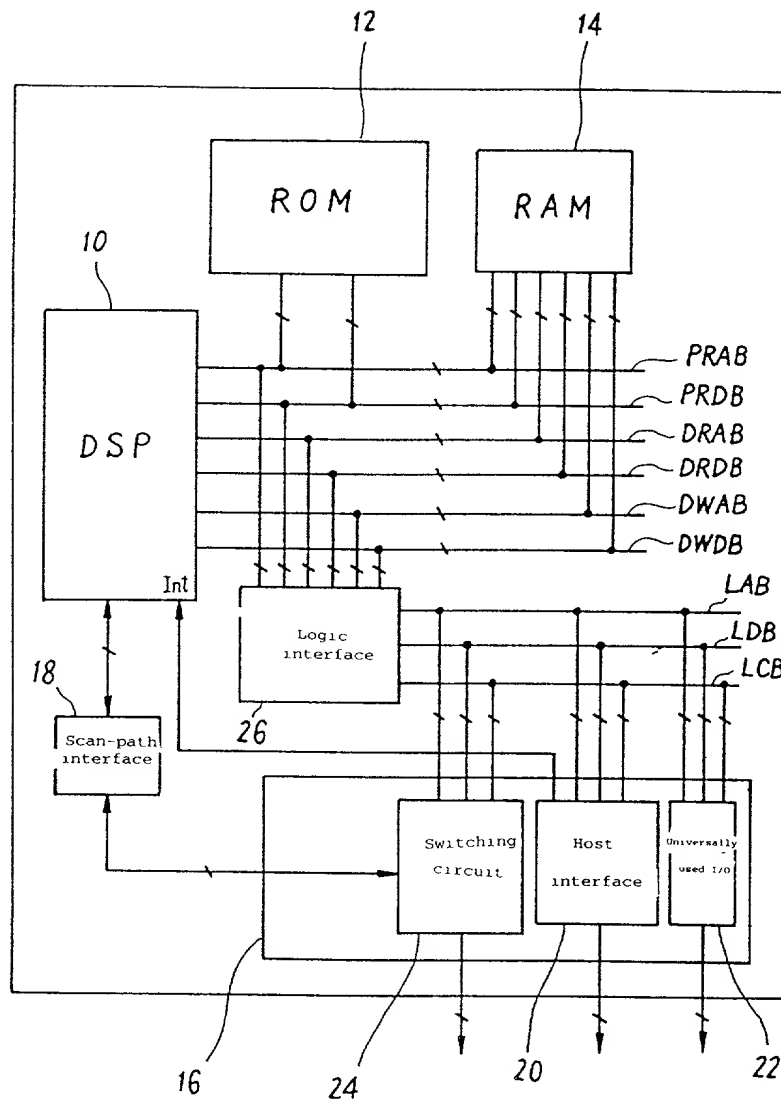 12
14
ROM
RAM
10
DSP
PRAB
PRDB
DRAB
DRDB
DWAB
DWDB
Int
LAB
LDB
LCB
Logic
interface
18
26
Scan-path
interface
Switching
circuit
Host
interface
Universally
used I/O
16
24
20
22